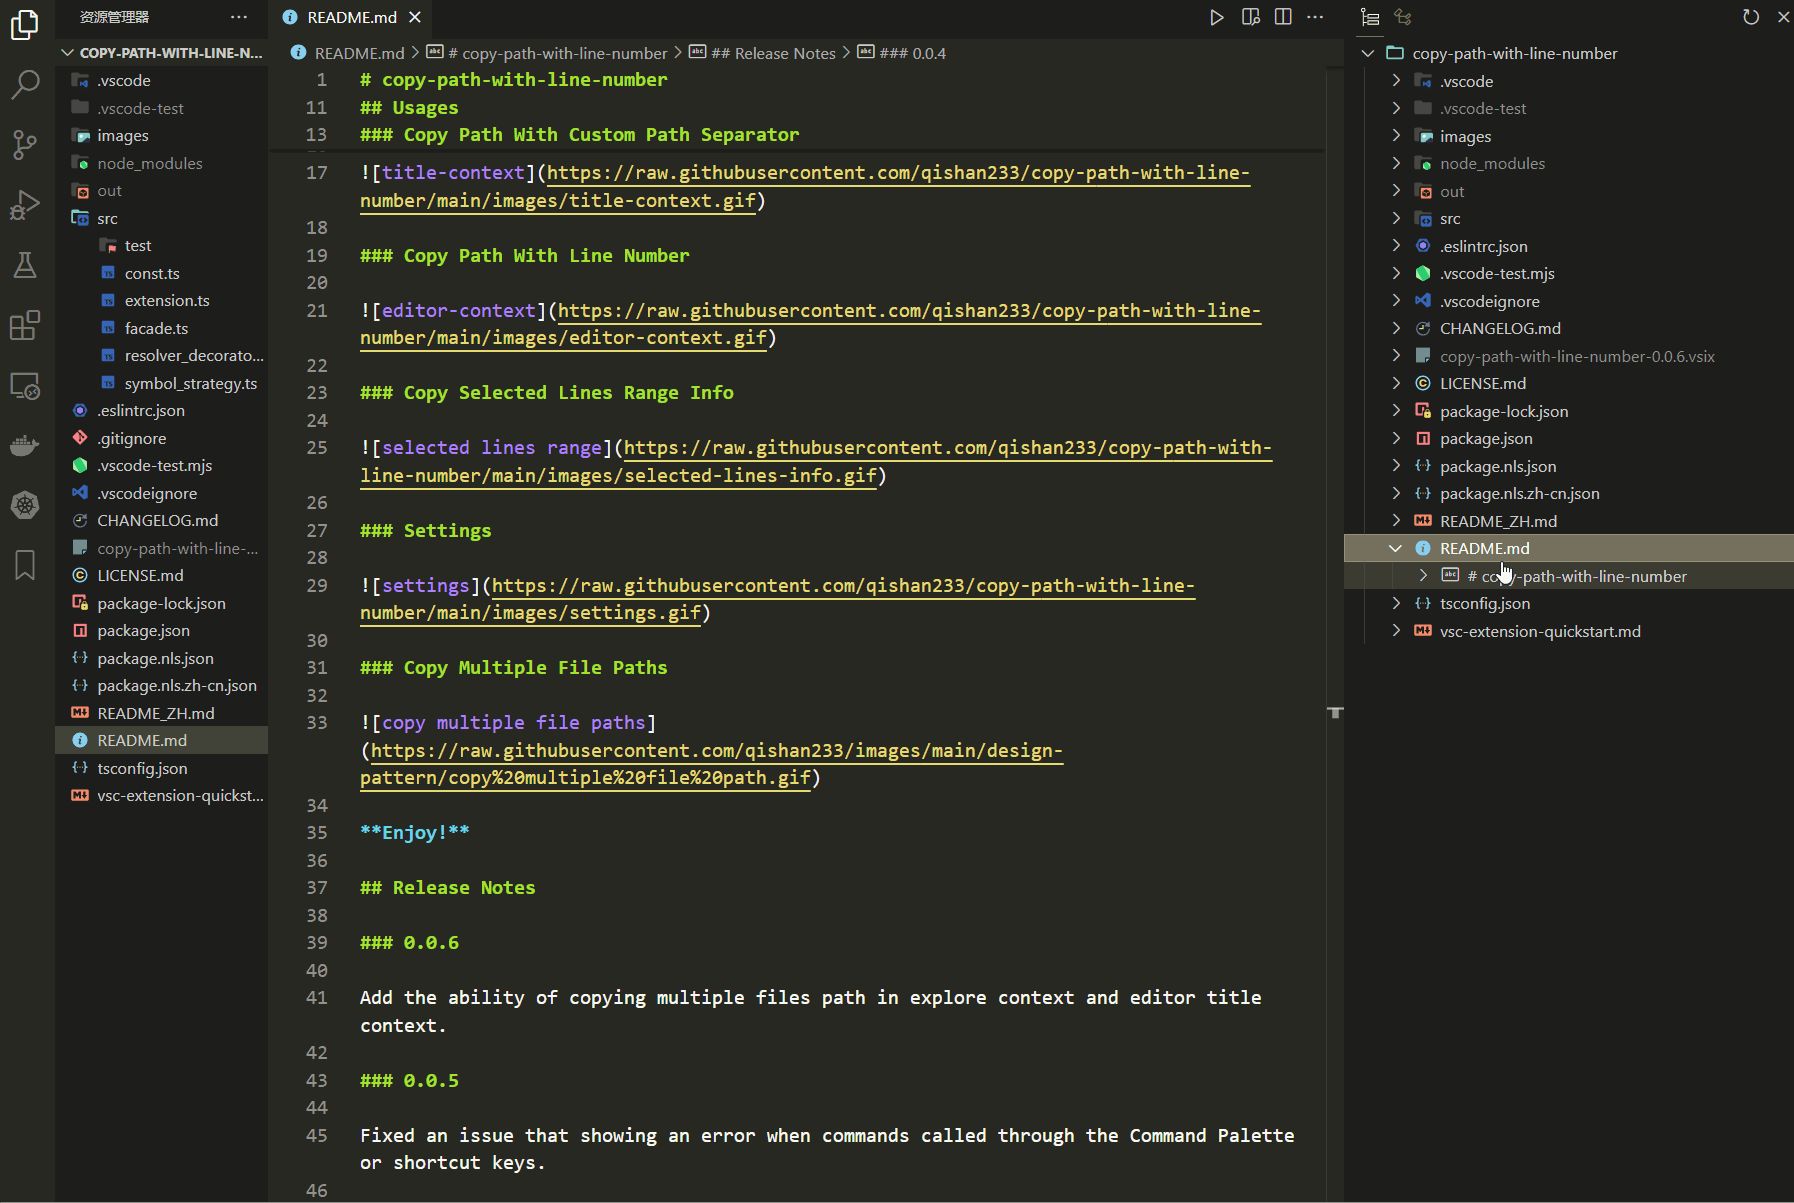 资源管理器
COPY-PATH-WITH-LINE-N...
.vscode
.vscode-test
images
node_modules
out
src
test
const.ts
extension.ts
facade.ts
resolver_decorato...
symbol_strategy.ts
.eslintrc.json
.gitignore
.vscode-test.mjs
.vscodeignore
CHANGELOG.md
copy-path-with-line-...
LICENSE.md
package-lock.json
package.json
package.nls.json
package.nls.zh-cn.json
README_ZH.md
README.md
tsconfig.json
vsc-extension-quickst...
README.md
README.md > # copy-path-with-line-number > ## Release Notes > ### 0.0.4
1 # copy-path-with-line-number
11 ## Usages
13 ### Copy Path With Custom Path Separator
17 ![title-context](https://raw.githubusercontent.com/qishan233/copy-path-with-line-
number/main/images/title-context.gif)
18
19 ### Copy Path With Line Number
20
21 ![editor-context](https://raw.githubusercontent.com/qishan233/copy-path-with-line-
number/main/images/editor-context.gif)
22
23 ### Copy Selected Lines Range Info
24
25 ![selected lines range](https://raw.githubusercontent.com/qishan233/copy-path-with-
line-number/main/images/selected-lines-info.gif)
26
27 ### Settings
28
29 ![settings](https://raw.githubusercontent.com/qishan233/copy-path-with-line-
number/main/images/settings.gif)
30
31 ### Copy Multiple File Paths
32
33 ![copy multiple file paths]
(https://raw.githubusercontent.com/qishan233/images/main/design-
pattern/copy%20multiple%20file%20path.gif)
34
35 **Enjoy!**
36
37 ## Release Notes
38
39 ### 0.0.6
40
41 Add the ability of copying multiple files path in explore context and editor title
context.
42
43 ### 0.0.5
44
45 Fixed an issue that showing an error when commands called through the Command Palette
or shortcut keys.
46
copy-path-with-line-number
.vscode
.vscode-test
images
node_modules
out
src
.eslintrc.json
.vscode-test.mjs
.vscodeignore
CHANGELOG.md
copy-path-with-line-number-0.0.6.vsix
LICENSE.md
package-lock.json
package.json
package.nls.json
package.nls.zh-cn.json
README_ZH.md
README.md
# copy-path-with-line-number
tsconfig.json
vsc-extension-quickstart.md